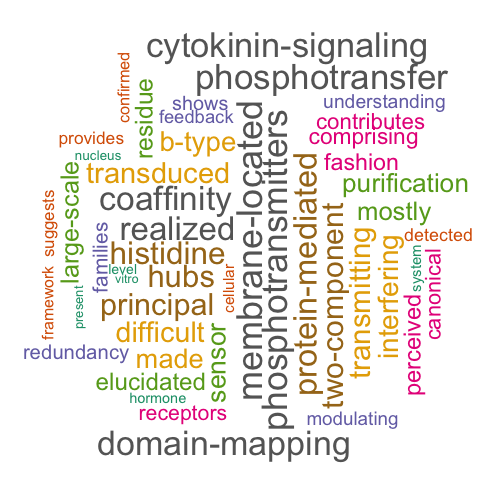 cytokinin-signaling
phosphotransfer
confirmed
residue
shows
feedback
understanding
contributes
comprising
provides
nucleus
b-type
fashion
transduced
purification
coaffinity
mostly
membrane-located
phosphotransmitters
protein-mediated
two-component
transmitting
interfering
detected
perceived
system
canonical
large-scale
suggests
framework
present
families
level
vitro
realized
histidine
hubs
cellular
principal
difficult
sensor
redundancy
made
elucidated
hormone
receptors
modulating
domain-mapping